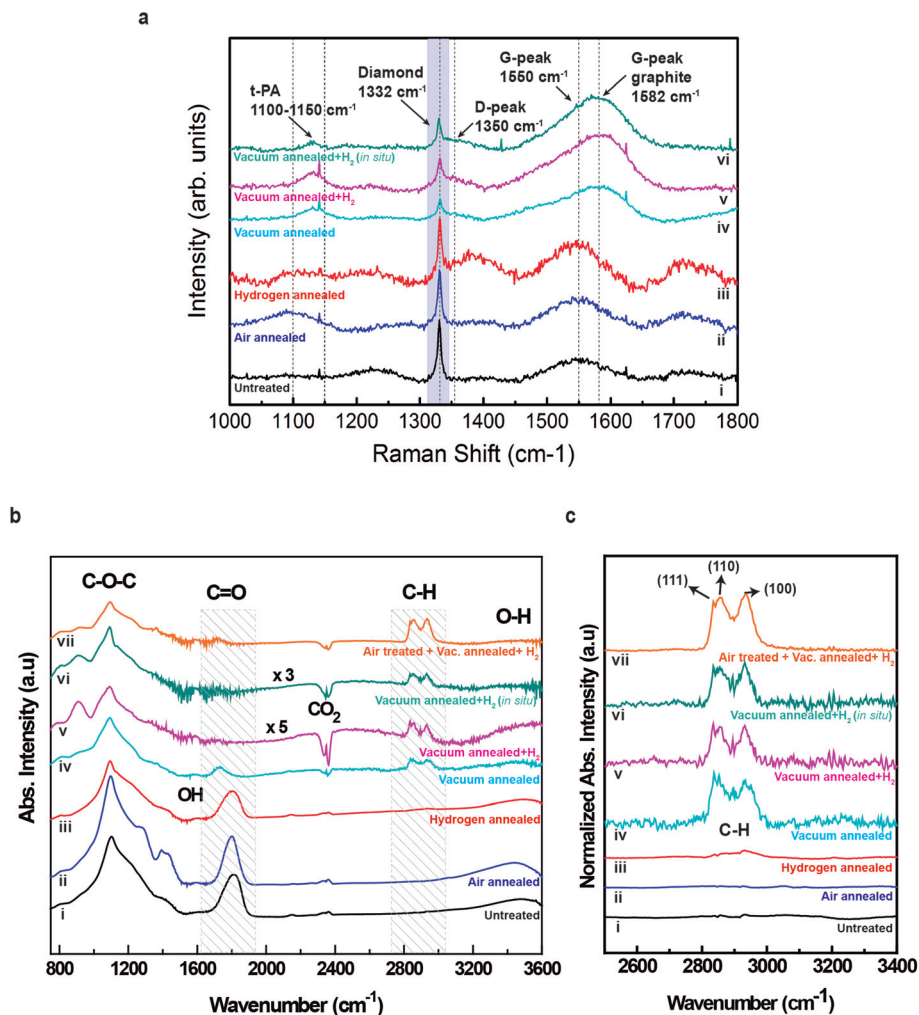 a
t-PA
1100-1150 cm⁻¹
Diamond
1332 cm⁻¹
D-peak
1350 cm⁻¹
G-peak
1550 cm⁻¹
G-peak
graphite
1582 cm⁻¹
Vacuum annealed+H₂ (in situ)
vi
Vacuum annealed+H₂
v
Vacuum annealed
iv
Hydrogen annealed
iii
Air annealed
ii
Untreated
i
Intensity (arb. units)
1000 1100 1200 1300 1400 1500 1600 1700 1800
Raman Shift (cm-1)
b
C-O-C
C=O
C-H
O-H
vii
Air treated + Vac. annealed+ H₂
vi
x 3
Vacuum annealed+H₂ (in situ)
CO₂
v
x 5
Vacuum annealed+H₂
iv
Vacuum annealed
OH
iii
Hydrogen annealed
ii
Air annealed
i
Untreated
Abs. Intensity (a.u)
800 1200 1600 2000 2400 2800 3200 3600
Wavenumber (cm⁻¹)
c
(111)
(110)
(100)
vii
Air treated + Vac. annealed+ H₂
vi
Vacuum annealed+H₂ (in situ)
v
Vacuum annealed+H₂
iv
Vacuum annealed
C-H
iii
Hydrogen annealed
ii
Air annealed
i
Untreated
Normalized Abs. Intensity (a.u)
2600 2800 3000 3200 3400
Wavenumber (cm⁻¹)